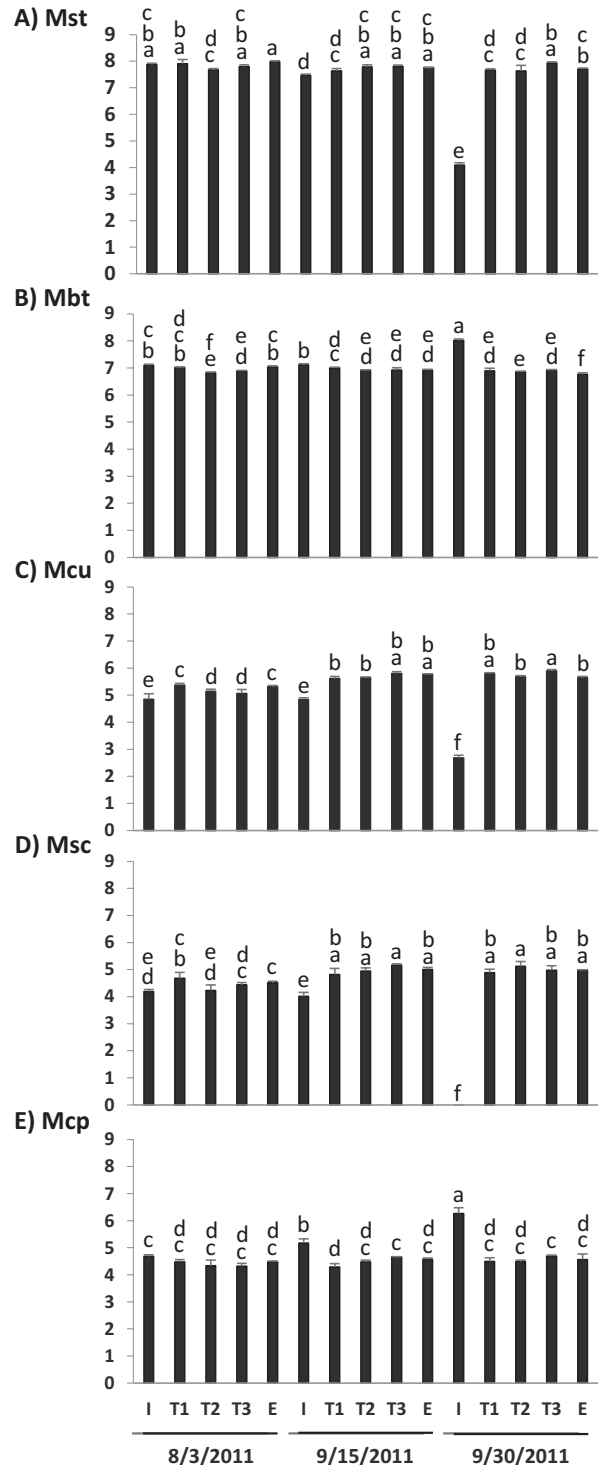 A) Mst
c c c c c
b b d b d b b b d d b c
a a c a a d c a a a c c a b
e
9
8
7
6
5
4
3
2
1
0
B) Mbt
d
c c f e c d e e e a e e
b b e d b b c d d d d e d f
9
8
7
6
5
4
3
2
1
0
C) Mcu
b b b
e c d d c e b b a a a b a b
f
9
8
7
6
5
4
3
2
1
0
D) Msc
e c e d b b b b b b
d b d c c e a a a a a a a a
f
9
8
7
6
5
4
3
2
1
0
E) Mcp
d d d d b d d a d d d
c c c c c d c c c c c c c
9
8
7
6
5
4
3
2
1
0
I T1 T2 T3 E I T1 T2 T3 E I T1 T2 T3 E
8/3/2011 9/15/2011 9/30/2011